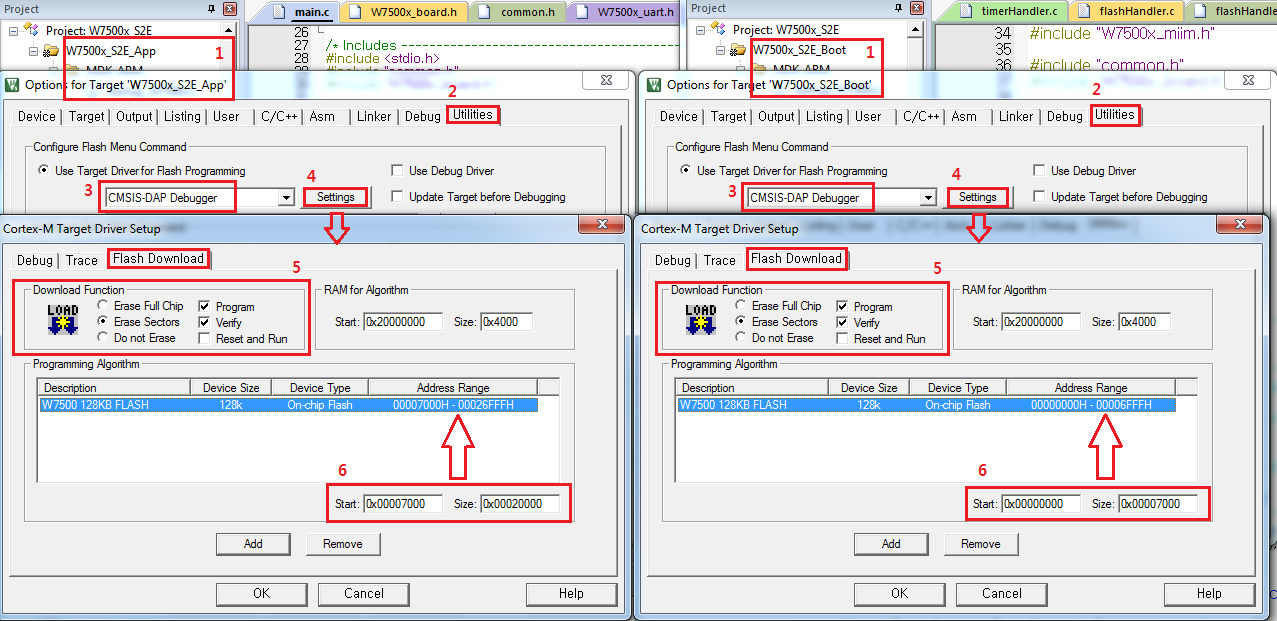 Project
Project: W7500x_S2E
W7500x_S2E_App
MDK-ARM
1
main.c
W7500x_board.h
common.h
W7500x_uart.h
26
27 /* Includes
28 #include <stdio.h>
Options for Target 'W7500x_S2E_App'
2
Device Target Output Listing User C/C++ Asm Linker Debug Utilities
Configure Flash Menu Command
Use Target Driver for Flash Programming
Use Debug Driver
3
CMSIS-DAP Debugger
4
Settings
Update Target before Debugging
Cortex-M Target Driver Setup
Debug Trace Flash Download
5
Download Function
LOAD
Erase Full Chip
Erase Sectors
Do not Erase
Program
Verify
Reset and Run
RAM for Algorithm
Start: 0x20000000 Size: 0x4000
Programming Algorithm
Description Device Size Device Type Address Range
W7500 128KB FLASH 128k On-chip Flash 00007000H - 00026FFFH
6
Start: 0x00007000 Size: 0x00020000
Add Remove
OK Cancel Help
Project
Project: W7500x_S2E
W7500x_S2E_Boot
MDK-ARM
1
timerHandler.c
flashHandler.c
flashHandl
34 #include "W7500x_miim.h"
35
36 #include "common.h"
Options for Target 'W7500x_S2E_Boot'
2
Device Target Output Listing User C/C++ Asm Linker Debug Utilities
Configure Flash Menu Command
Use Target Driver for Flash Programming
Use Debug Driver
3
CMSIS-DAP Debugger
4
Settings
Update Target before Debugging
Cortex-M Target Driver Setup
Debug Trace Flash Download
5
Download Function
LOAD
Erase Full Chip
Erase Sectors
Do not Erase
Program
Verify
Reset and Run
RAM for Algorithm
Start: 0x20000000 Size: 0x4000
Programming Algorithm
Description Device Size Device Type Address Range
W7500 128KB FLASH 128k On-chip Flash 00000000H - 00006FFFH
6
Start: 0x00000000 Size: 0x00007000
Add Remove
OK Cancel Help